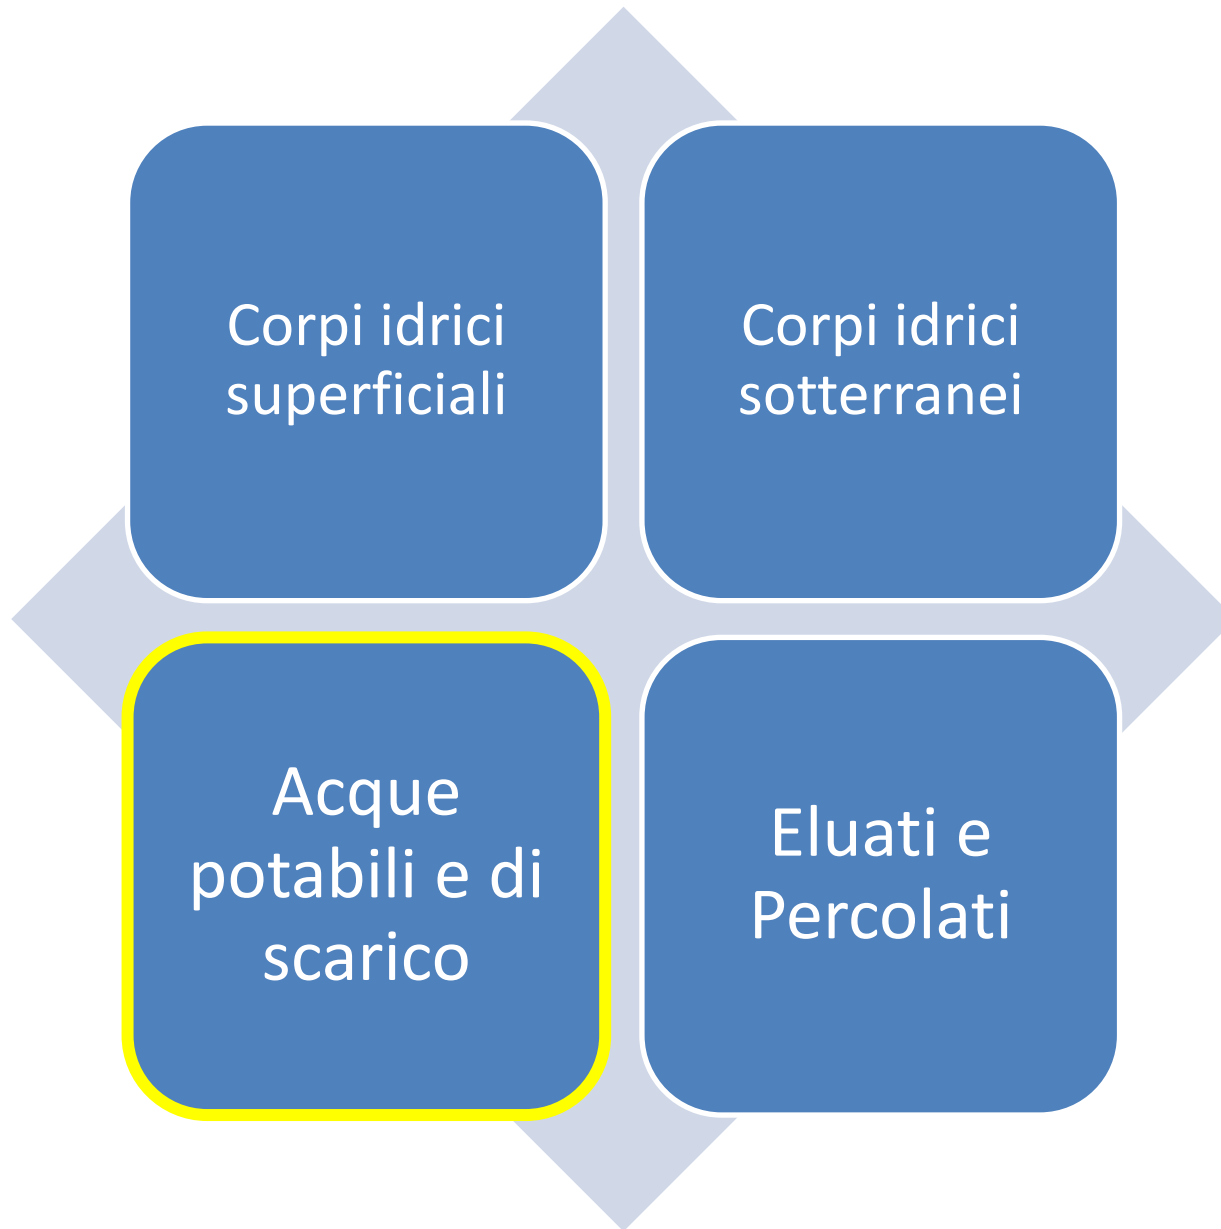 Corpi idrici
superficiali
Corpi idrici
sotterranei
Acque
potabili e di
scarico
Eluati e
Percolati